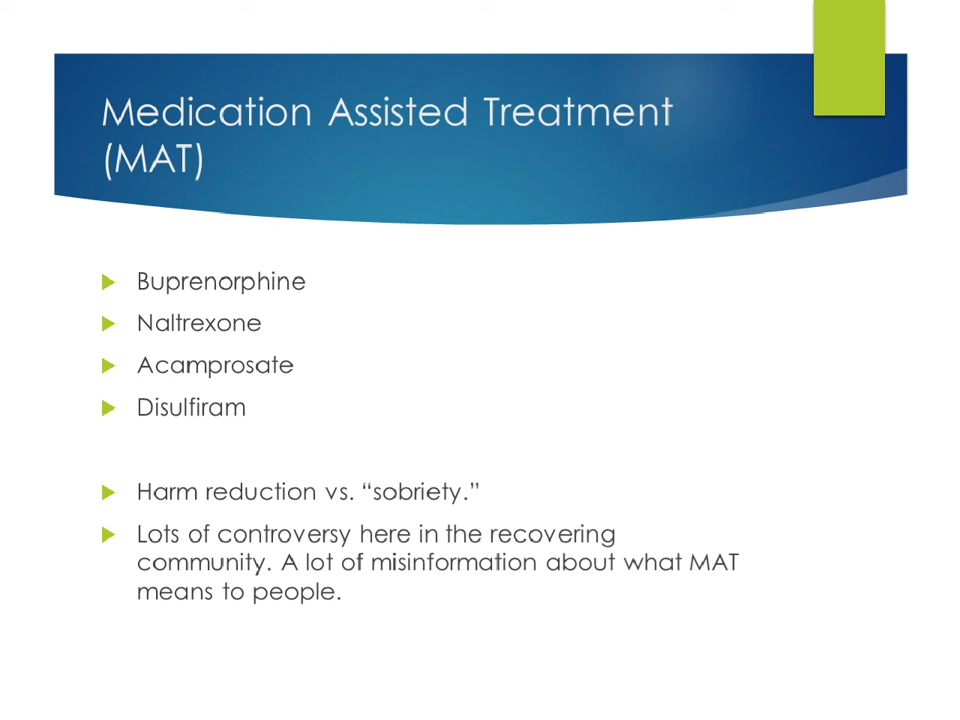 Medication Assisted Treatment
(MAT)
Buprenorphine
Naltrexone
Acamprosate
Disulfiram
Harm reduction vs. “sobriety.”
Lots of controversy here in the recovering
community. A lot of misinformation about what MAT
means to people.